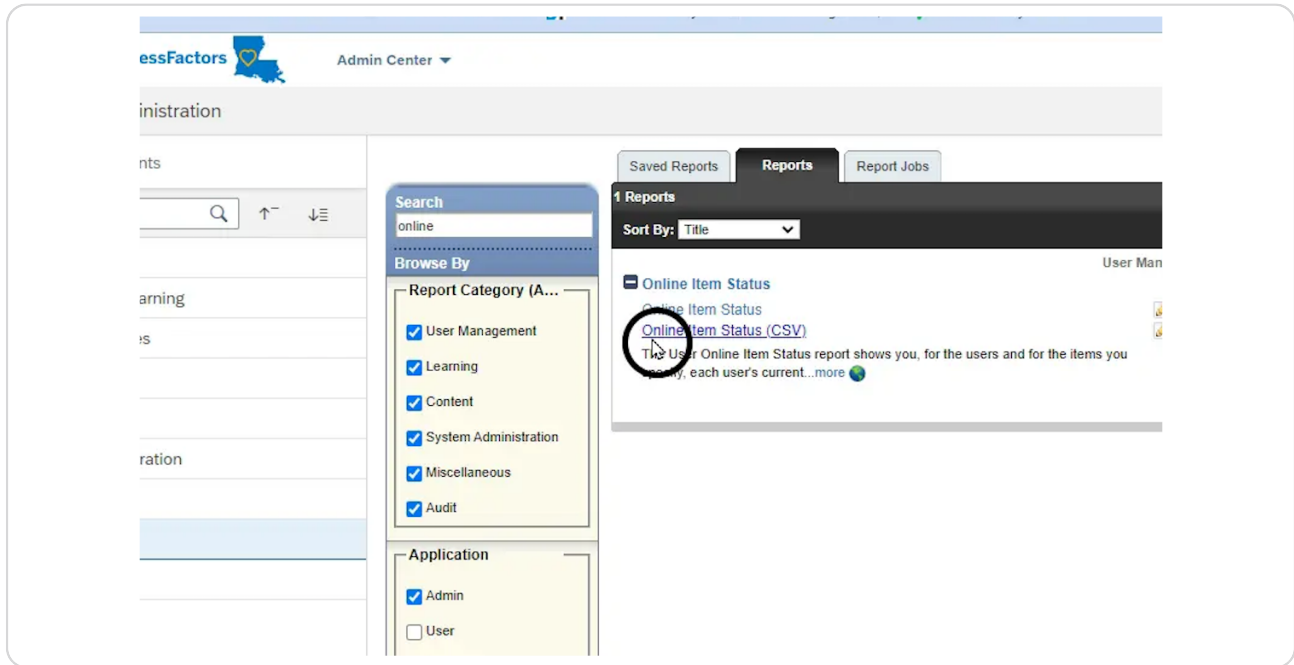 essFactors
Admin Center
inistration
nts
arning
es
ration
Search
online
Browse By
Report Category (A...
User Management
Learning
Content
System Administration
Miscellaneous
Audit
Application
Admin
User
Saved Reports
Reports
Report Jobs
1 Reports
Sort By: Title
User Man
Online Item Status
Online Item Status
Online Item Status (CSV)
The User Online Item Status report shows you, for the users and for the items you
specify, each user's current...more